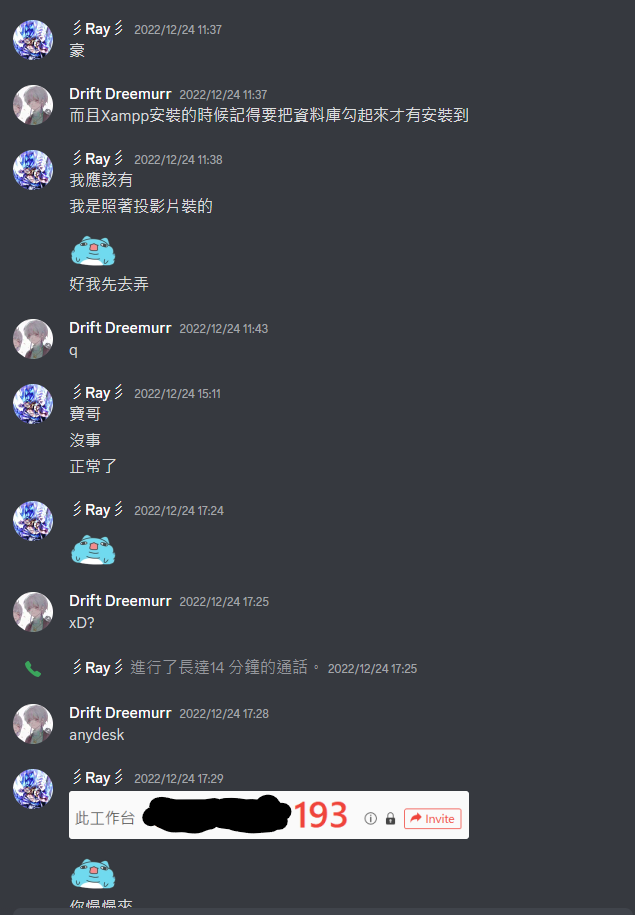 彡Ray彡 2022/12/24 11:37
豪
Drift Dreemurr 2022/12/24 11:37
而且Xampp安裝的時候記得要把資料庫勾起來才有安裝到
彡Ray彡 2022/12/24 11:38
我應該有
我是照著投影片裝的
好我先去弄
Drift Dreemurr 2022/12/24 11:43
q
彡Ray彡 2022/12/24 15:11
寶哥
沒事
正常了
彡Ray彡 2022/12/24 17:24
Drift Dreemurr 2022/12/24 17:25
xD?
彡Ray彡 進行了長達14 分鐘的通話。 2022/12/24 17:25
Drift Dreemurr 2022/12/24 17:28
anydesk
彡Ray彡 2022/12/24 17:29
此工作台 193 Invite
你慢慢來